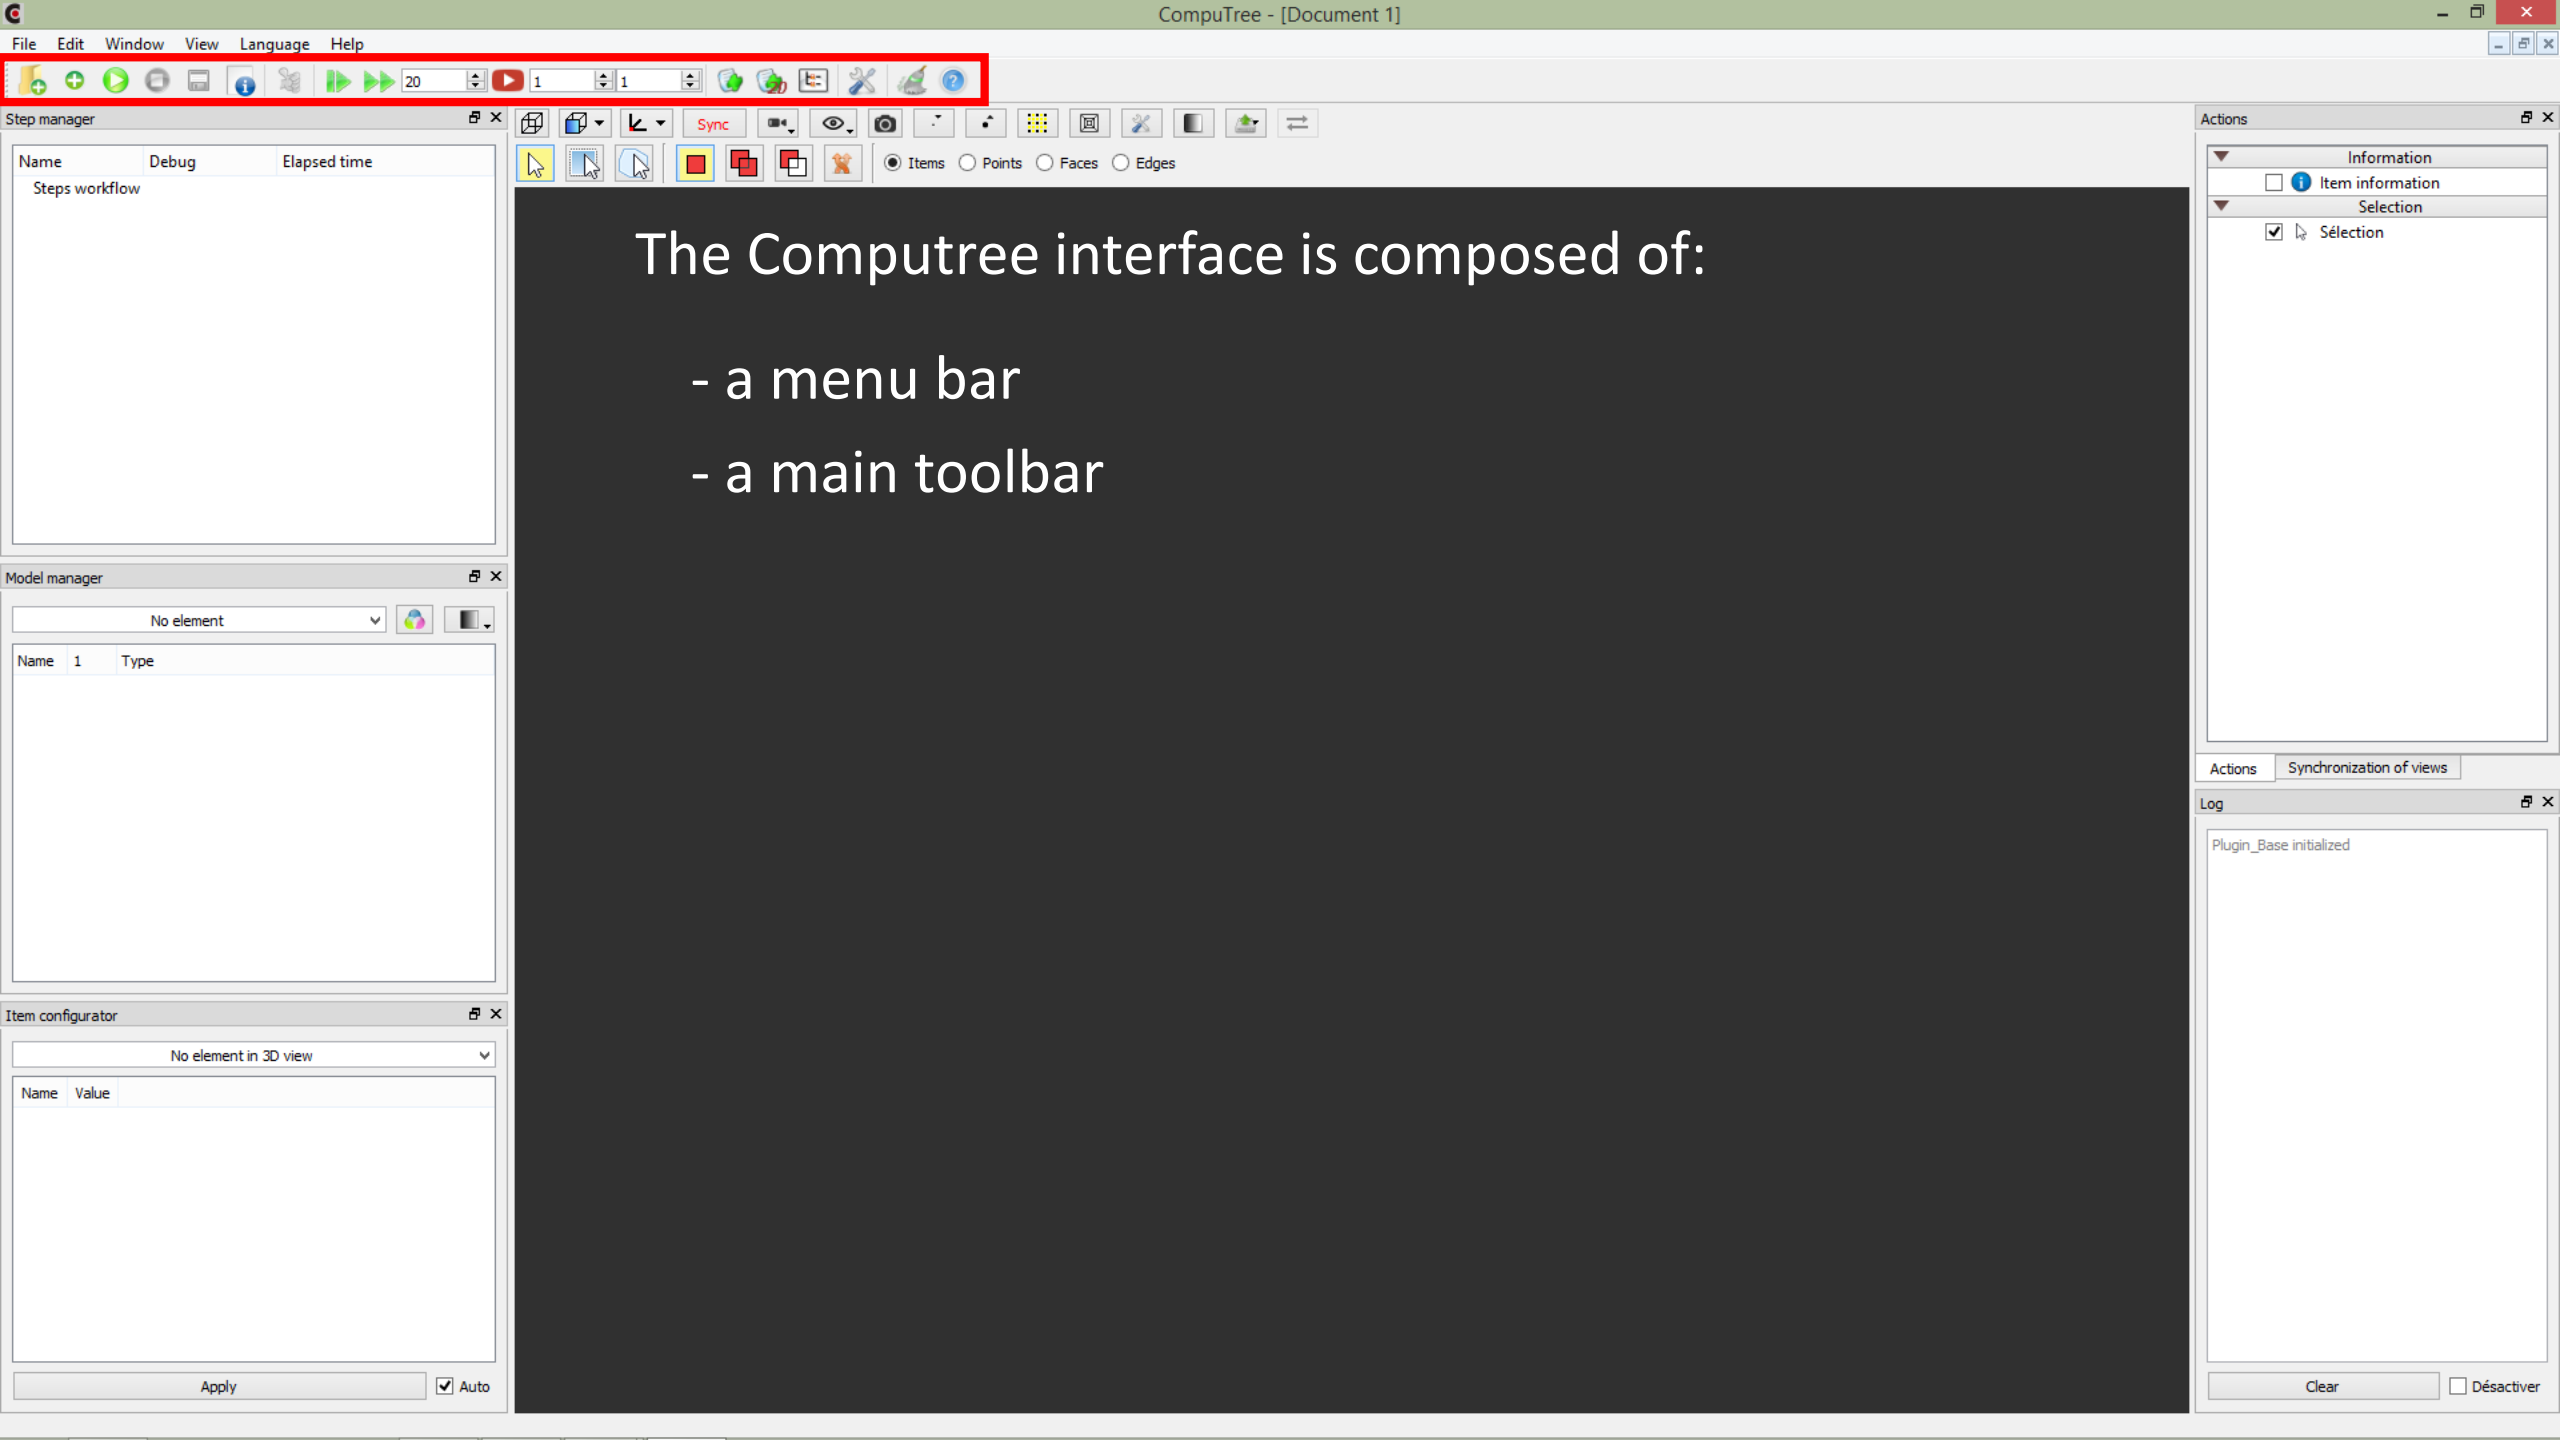 CompuTree - [Document 1]
File Edit Window View Language Help
20 1 1
Step manager
Name Debug Elapsed time
Steps workflow
Sync
Items Points Faces Edges
The Computree interface is composed of:
- a menu bar
- a main toolbar
Model manager
No element
Name 1 Type
Item configurator
No element in 3D view
Name Value
Apply Auto
Actions
Information
Item information
Selection
Sélection
Actions Synchronization of views
Log
Plugin_Base initialized
Clear Désactiver